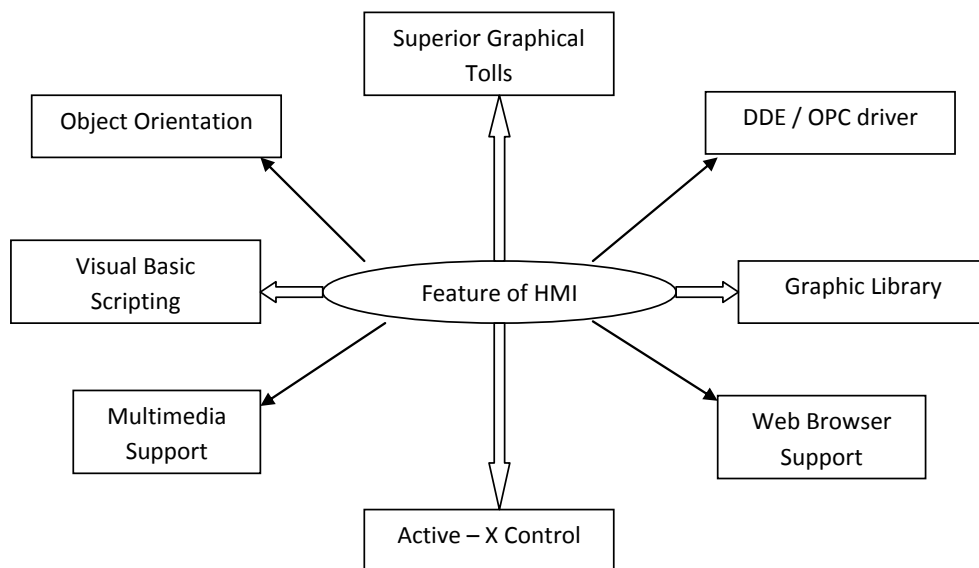 Superior Graphical
Tolls
Object Orientation
DDE / OPC driver
Visual Basic
Scripting
Feature of HMI
Graphic Library
Multimedia
Support
Web Browser
Support
Active – X Control